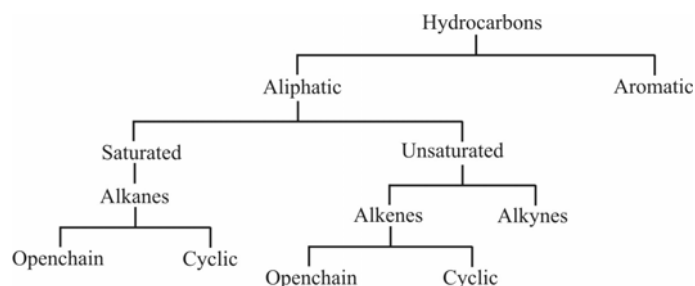 Hydrocarbons
Aliphatic Aromatic
Saturated Unsaturated
Alkanes
Alkenes Alkynes
Openchain Cyclic
Openchain Cyclic